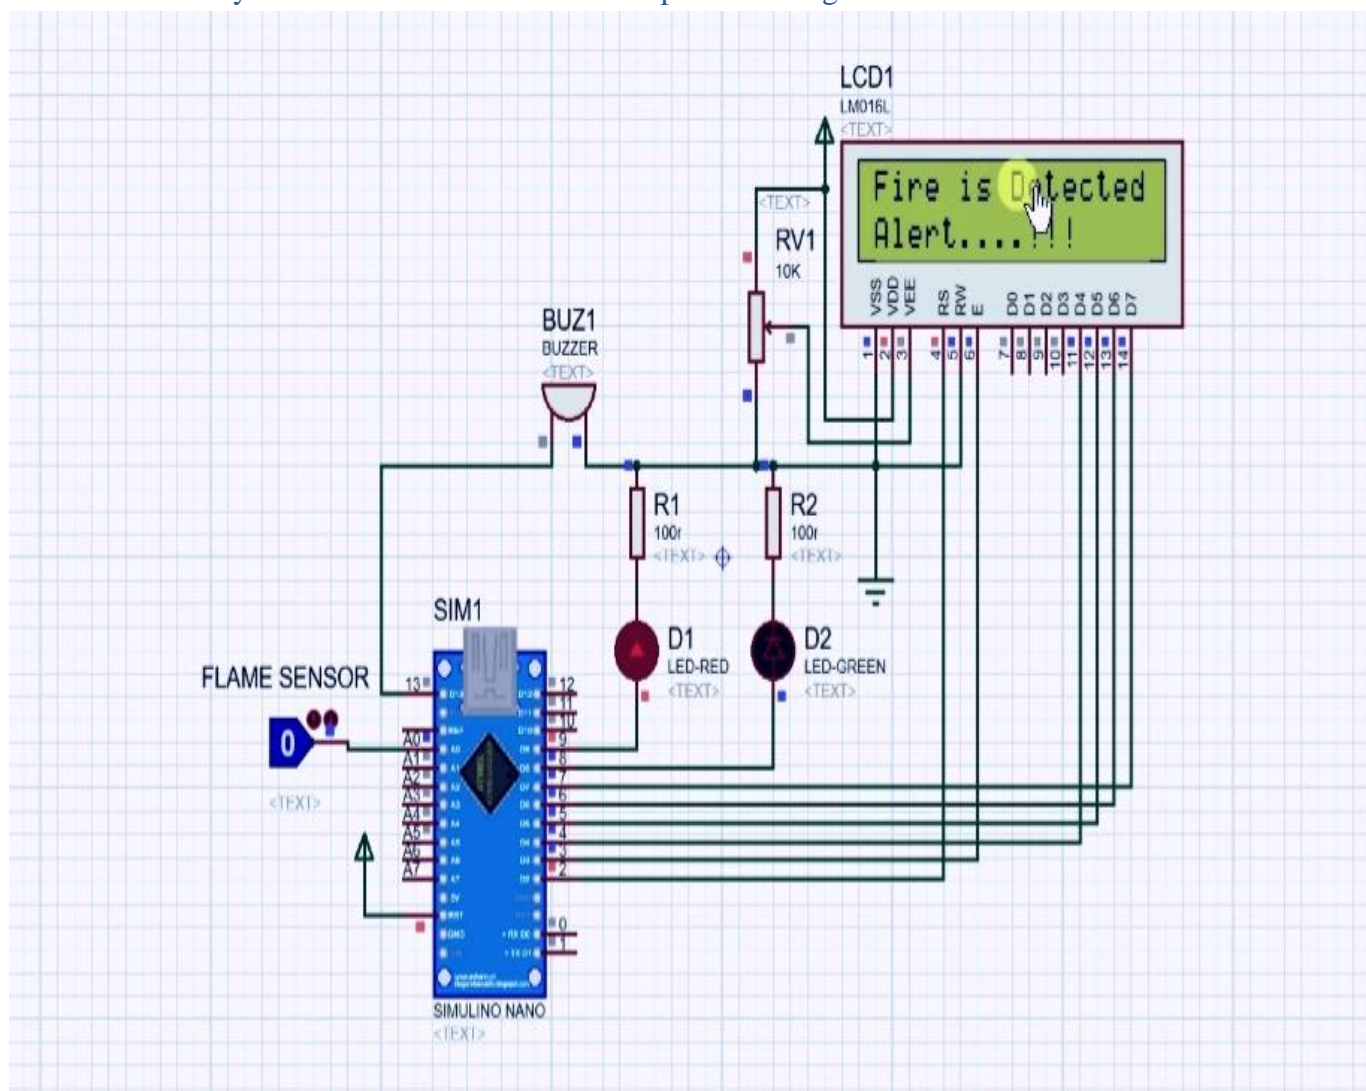 LCD1
LM016L
<TEXT>
Fire is Detected
Alert....!!!
<TEXT>
RV1
10K
VSS
VDD
VEE
RS
RW
E
D0
D1
D2
D3
D4
D5
D6
D7
1
2
3
4
5
6
7
8
9
10
11
12
13
14
BUZ1
BUZZER
<TEXT>
R1
100r
<TEXT>
R2
100r
<TEXT>
SIM1
D1
LED-RED
<TEXT>
D2
LED-GREEN
<TEXT>
FLAME SENSOR
0
<TEXT>
13
A0
A1
A2
A3
A4
A5
A6
A7
12
11
10
9
8
7
6
5
4
3
2
0
1
SIMULINO NANO
<TEXT>